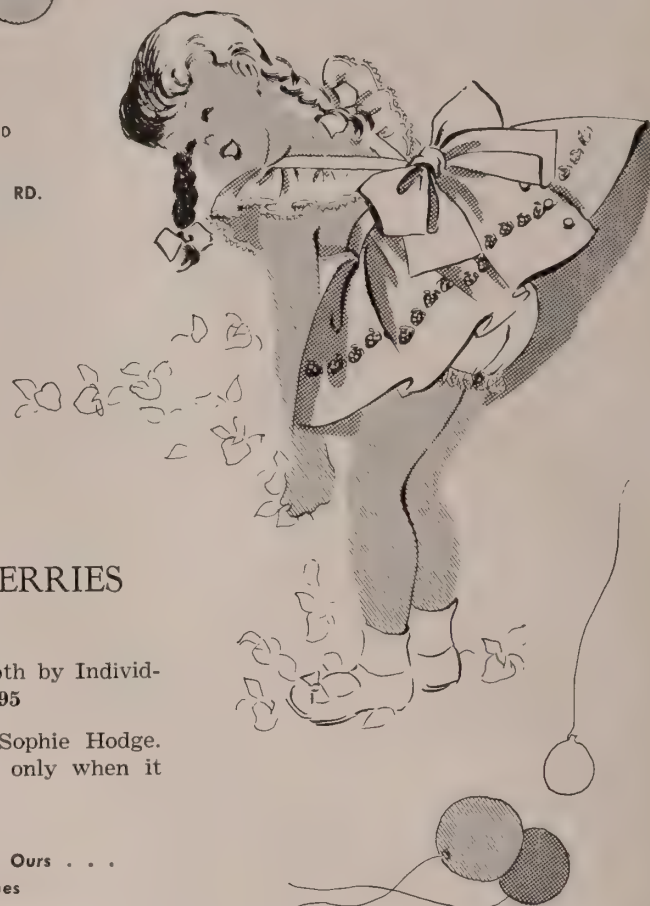 D
RD.
ERRIES
oth by Individ-
95
Sophie Hodge.
only when it
Ours . . .
es